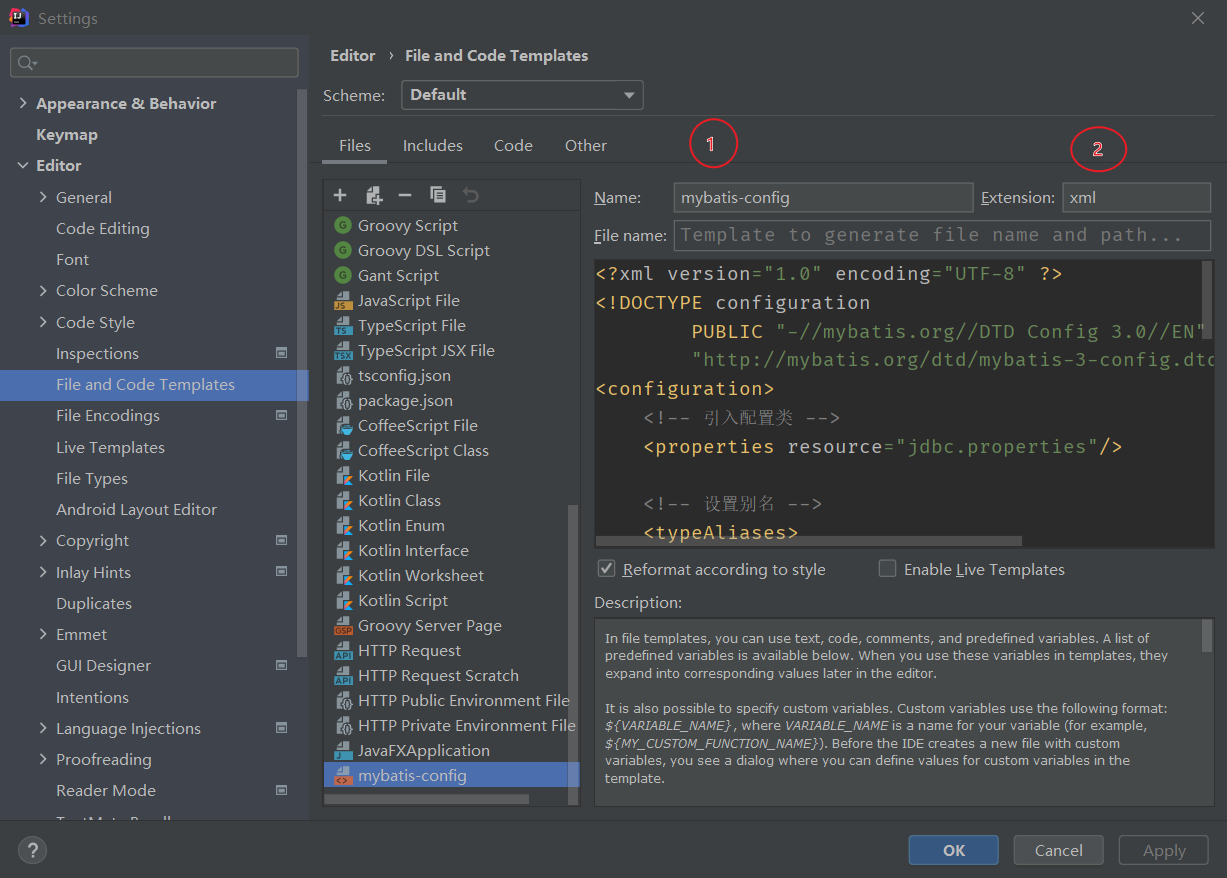 Settings
Appearance & Behavior
Keymap
Editor
General
Code Editing
Font
Color Scheme
Code Style
Inspections
File and Code Templates
File Encodings
Live Templates
File Types
Android Layout Editor
Copyright
Inlay Hints
Duplicates
Emmet
GUI Designer
Intentions
Language Injections
Proofreading
Reader Mode
Editor › File and Code Templates
Scheme: Default
Files Includes Code Other
1
2
Groovy Script
Groovy DSL Script
Gant Script
JavaScript File
TypeScript File
TypeScript JSX File
tsconfig.json
package.json
CoffeeScript File
CoffeeScript Class
Kotlin File
Kotlin Class
Kotlin Enum
Kotlin Interface
Kotlin Worksheet
Kotlin Script
Groovy Server Page
HTTP Request
HTTP Request Scratch
HTTP Public Environment File
HTTP Private Environment File
JavaFXApplication
mybatis-config
Name: mybatis-config Extension: xml
File name: Template to generate file name and path...
<?xml version="1.0" encoding="UTF-8" ?>
<!DOCTYPE configuration
PUBLIC "-//mybatis.org//DTD Config 3.0//EN"
"http://mybatis.org/dtd/mybatis-3-config.dtd
<configuration>
<!-- 引入配置类 -->
<properties resource="jdbc.properties"/>
<!-- 设置别名 -->
<typeAliases>
Reformat according to style Enable Live Templates
Description:
In file templates, you can use text, code, comments, and predefined variables. A list of
predefined variables is available below. When you use these variables in templates, they
expand into corresponding values later in the editor.
It is also possible to specify custom variables. Custom variables use the following format:
${VARIABLE_NAME}, where VARIABLE_NAME is a name for your variable (for example,
${MY_CUSTOM_FUNCTION_NAME}). Before the IDE creates a new file with custom
variables, you see a dialog where you can define values for custom variables in the
template.
?
OK Cancel Apply